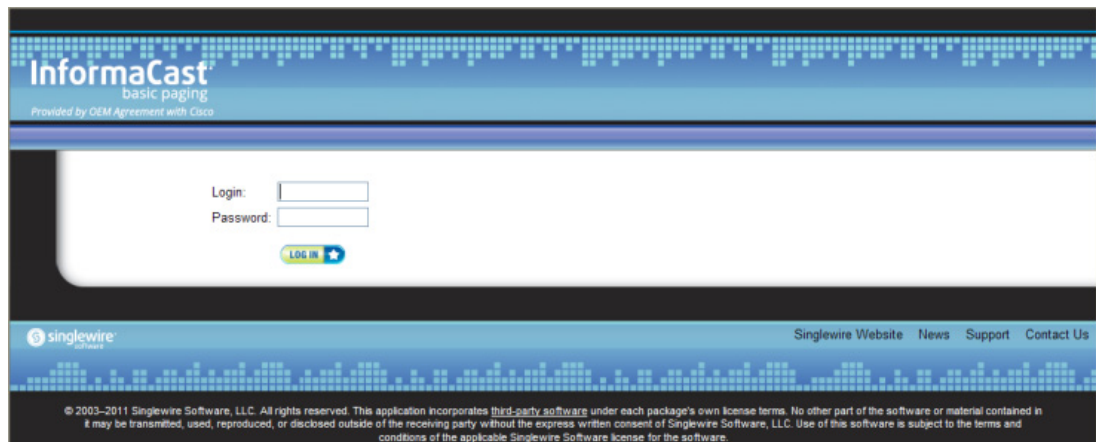 InformaCast
basic paging
Provided by OEM Agreement with Cisco
Login:
Password:
LOG IN
singlewire
software
Singlewire Website News Support Contact Us
© 2003–2011 Singlewire Software, LLC. All rights reserved. This application incorporates third-party software under each package's own license terms. No other part of the software or material contained in
it may be transmitted, used, reproduced, or disclosed outside of the receiving party without the express written consent of Singlewire Software, LLC. Use of this software is subject to the terms and
conditions of the applicable Singlewire Software license for the software.